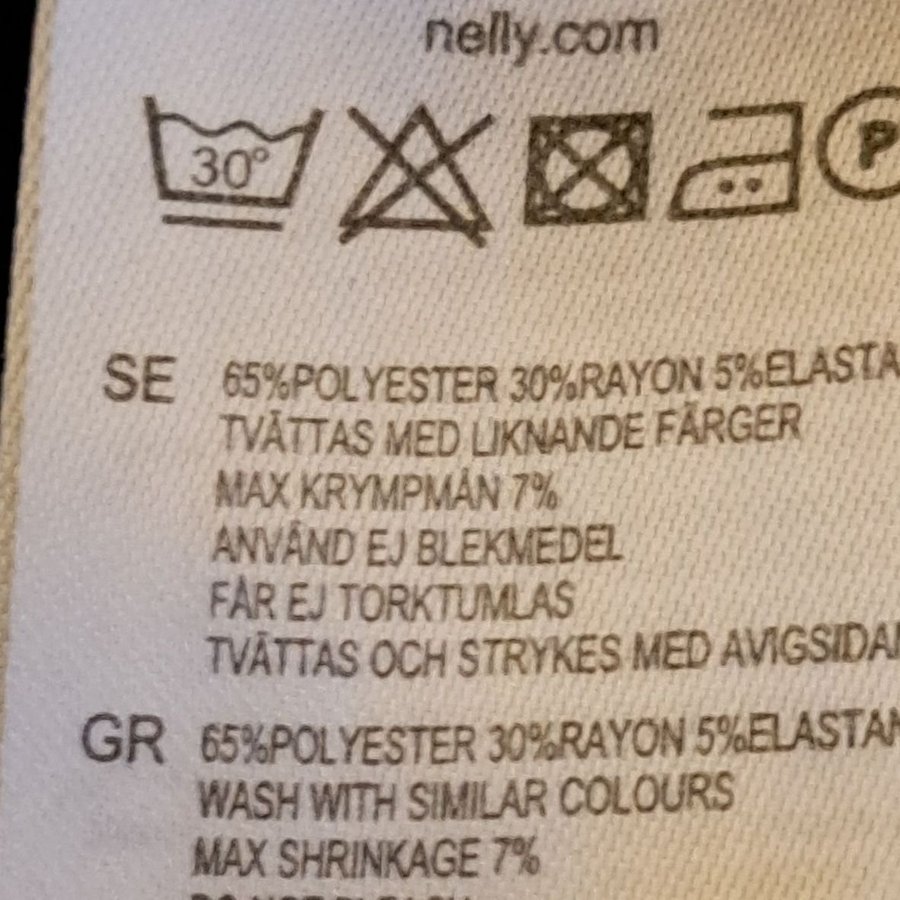 nelly.com
30°
P
SE 65%POLYESTER 30%RAYON 5%ELASTA
TVÄTTAS MED LIKNANDE FÄRGER
MAX KRYMPMÅN 7%
ANVÄND EJ BLEKMEDEL
FÅR EJ TORKTUMLAS
TVÄTTAS OCH STRYKES MED AVIGSIDA
GR 65%POLYESTER 30%RAYON 5%ELASTAN
WASH WITH SIMILAR COLOURS
MAX SHRINKAGE 7%